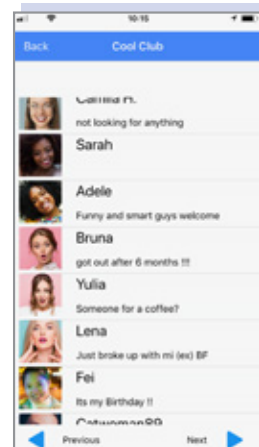 10:15
Back Cool Club
Camilla H.
not looking for anything
Sarah
Adele
Funny and smart guys welcome
Bruna
got out after 6 months !!!
Yulia
Someone for a coffee?
Lena
Just broke up with mi (ex) BF
Fei
Its my Birthday !!
Catwoman89
Previous Next